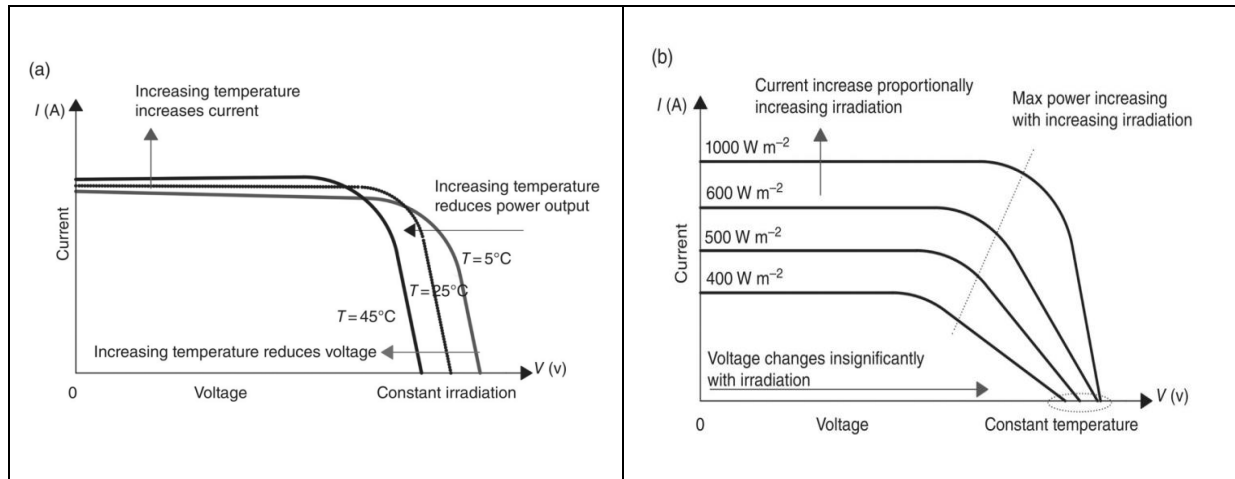 (a)
Increasing temperature
increases current
I (A)
Increasing temperature
reduces power output
Current
T = 5°C
T = 25°C
T = 45°C
Increasing temperature reduces voltage
V (v)
0
Voltage
Constant irradiation
(b)
Current increase proportionally
increasing irradiation
I (A)
Max power increasing
with increasing irradiation
1000 W m⁻²
600 W m⁻²
500 W m⁻²
400 W m⁻²
Current
Voltage changes insignificantly
with irradiation
V (v)
0
Voltage
Constant temperature